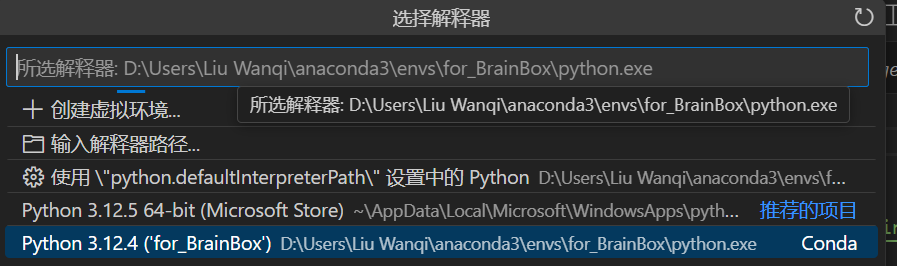 选择解释器
所选解释器: D:\Users\Liu Wanqi\anaconda3\envs\for_BrainBox\python.exe
所选解释器: D:\Users\Liu Wanqi\anaconda3\envs\for_BrainBox\python.exe
创建虚拟环境...
输入解释器路径...
使用 \"python.defaultInterpreterPath\" 设置中的 Python D:\Users\Liu Wanqi\anaconda3\envs\f...
Python 3.12.5 64-bit (Microsoft Store) ~\AppData\Local\Microsoft\WindowsApps\pyth... 推荐的项目
Python 3.12.4 ('for_BrainBox') D:\Users\Liu Wanqi\anaconda3\envs\for_BrainBox\python.exe Conda